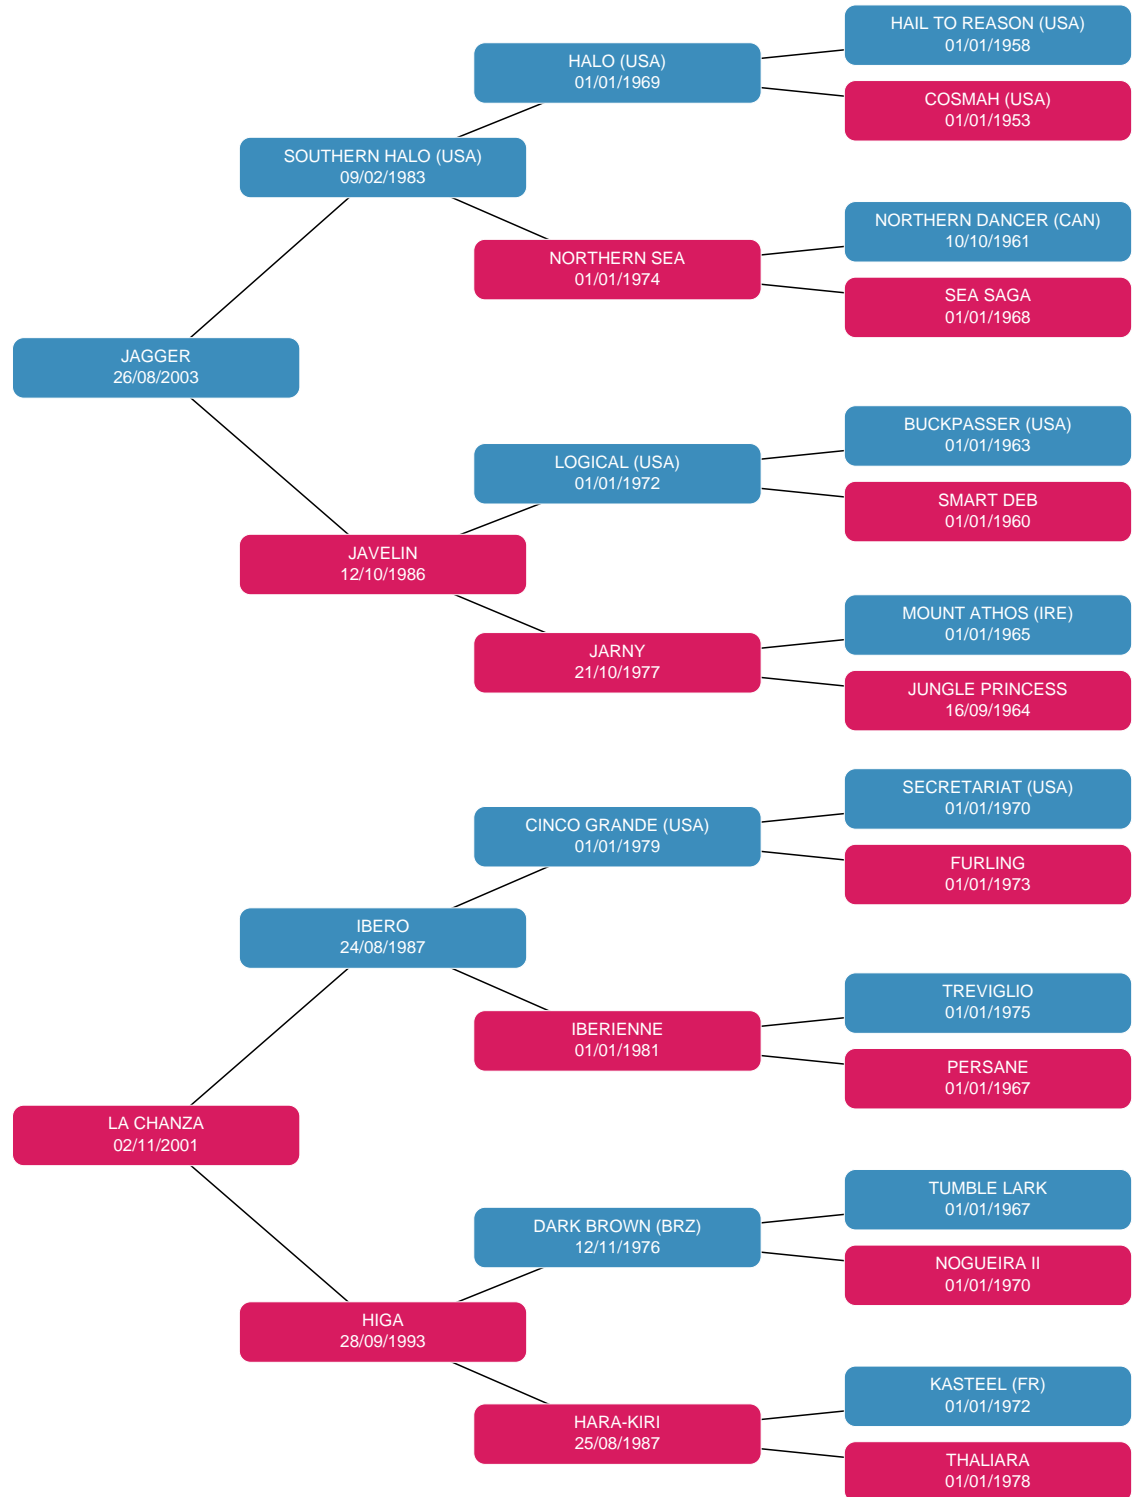 HAIL TO REASON (USA)
01/01/1958
HALO (USA)
01/01/1969
COSMAH (USA)
01/01/1953
SOUTHERN HALO (USA)
09/02/1983
NORTHERN DANCER (CAN)
10/10/1961
NORTHERN SEA
01/01/1974
SEA SAGA
01/01/1968
JAGGER
26/08/2003
BUCKPASSER (USA)
01/01/1963
LOGICAL (USA)
01/01/1972
SMART DEB
01/01/1960
JAVELIN
12/10/1986
MOUNT ATHOS (IRE)
01/01/1965
JARNY
21/10/1977
JUNGLE PRINCESS
16/09/1964
SECRETARIAT (USA)
01/01/1970
CINCO GRANDE (USA)
01/01/1979
FURLING
01/01/1973
IBERO
24/08/1987
TREVIGLIO
01/01/1975
IBERIENNE
01/01/1981
PERSANE
01/01/1967
LA CHANZA
02/11/2001
TUMBLE LARK
01/01/1967
DARK BROWN (BRZ)
12/11/1976
NOGUEIRA II
01/01/1970
HIGA
28/09/1993
KASTEEL (FR)
01/01/1972
HARA-KIRI
25/08/1987
THALIARA
01/01/1978